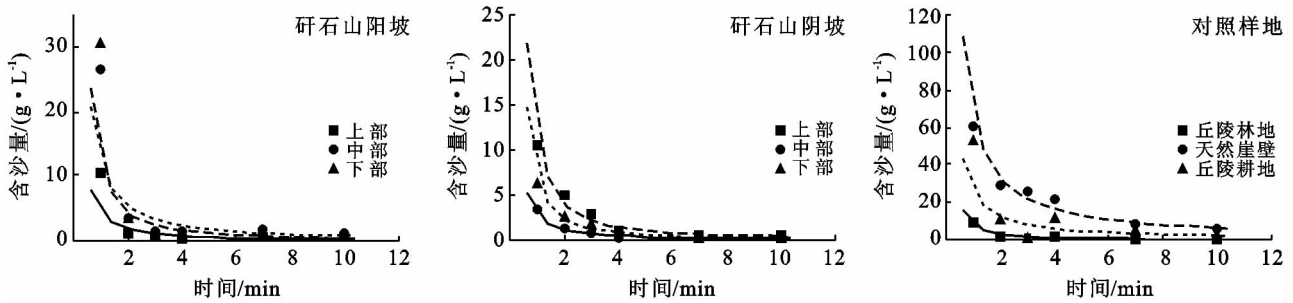 砰石山阳坡
含沙量/(g·L⁻¹)
30
20
10
0
■上部
●中部
▲下部
2 4 6 8 10 12
时间/min
矸石山阴坡
含沙量/(g·L⁻¹)
25
20
15
10
5
0
■上部
●中部
▲下部
2 4 6 8 10 12
时间/min
对照样地
含沙量/(g·L⁻¹)
120
100
80
60
40
20
0
■丘陵林地
●天然崖壁
▲丘陵耕地
2 4 6 8 10 12
时间/min